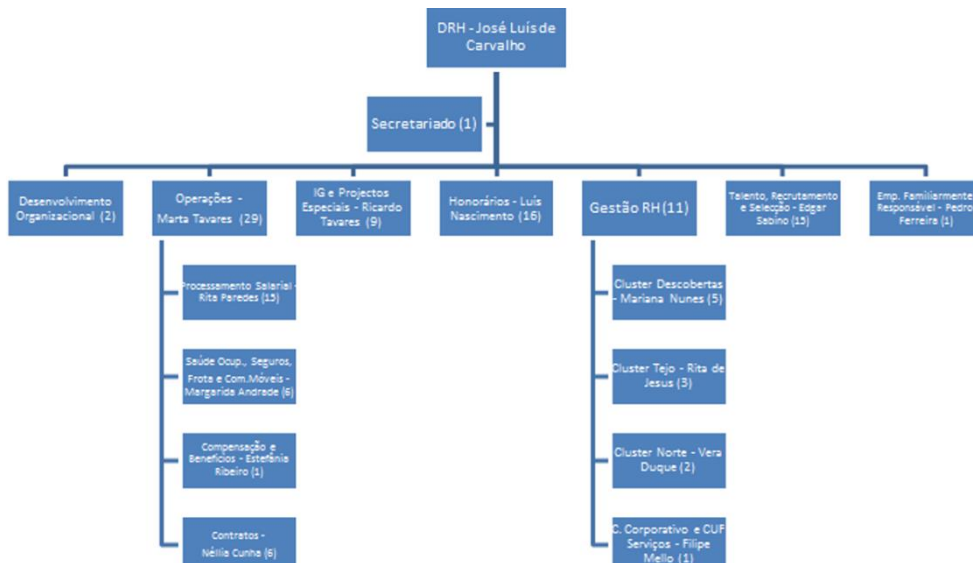 DRH - José Luís de
Carvalho
Secretariado (1)
Desenvolvimento
Organizacional (2)
Operações -
Marta Tavares (29)
IG e Projectos
Especiais - Ricardo
Tavares (9)
Honorários - Luís
Nascimento (16)
Gestão RH (11)
Talento, Recrutamento
e Selecção - Edgar
Sabino (15)
Emp. Familiarmente
Responsável - Pedro
Ferreira (1)
Processamento Salarial -
Rita Paredes (15)
Saúde Ocup., Seguros,
Frota e Com.Móveis -
Margarida Andrade (6)
Compensação e
Benefícios - Estefânia
Ribeiro (1)
Contratos -
Néllia Cunha (6)
Cluster Descobertas
- Mariana Nunes (5)
Cluster Tejo - Rita de
Jesus (3)
Cluster Norte - Vera
Duque (2)
C. Corporativo e CUF
Serviços - Filipe
Mello (1)